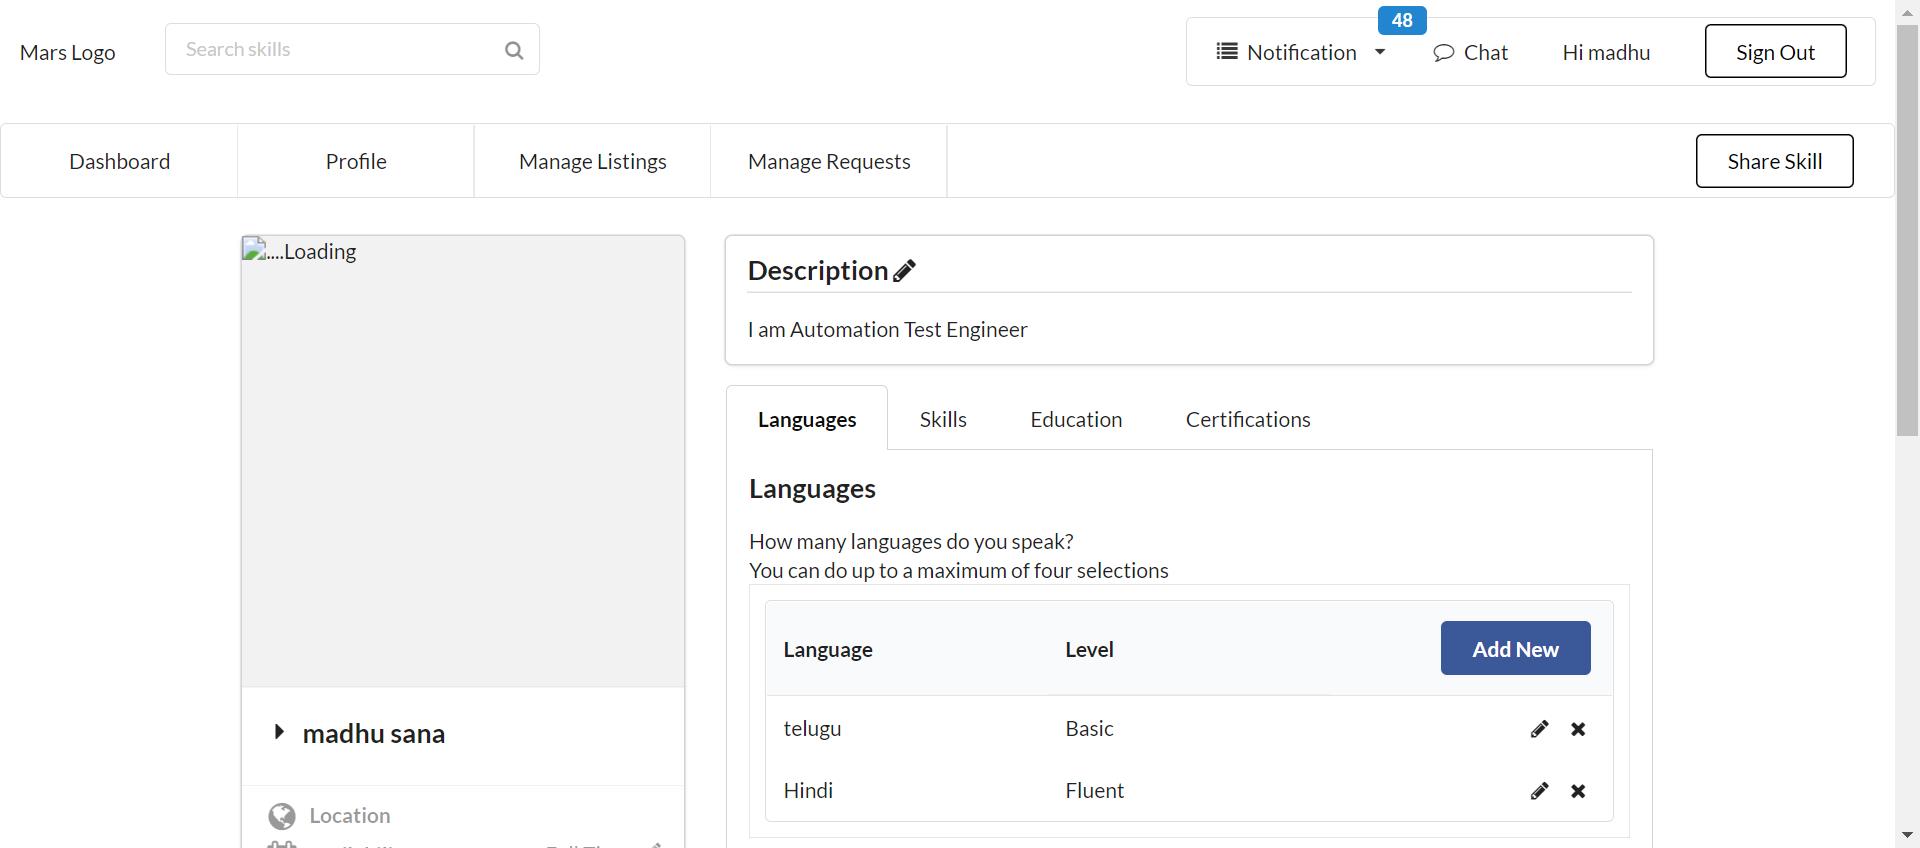 48
Mars Logo
Search skills
Notification
Chat
Hi madhu
Sign Out
Dashboard
Profile
Manage Listings
Manage Requests
Share Skill
....Loading
madhu sana
Location
Description
I am Automation Test Engineer
Languages
Skills
Education
Certifications
Languages
How many languages do you speak?
You can do up to a maximum of four selections
Language
Level
Add New
telugu
Basic
Hindi
Fluent